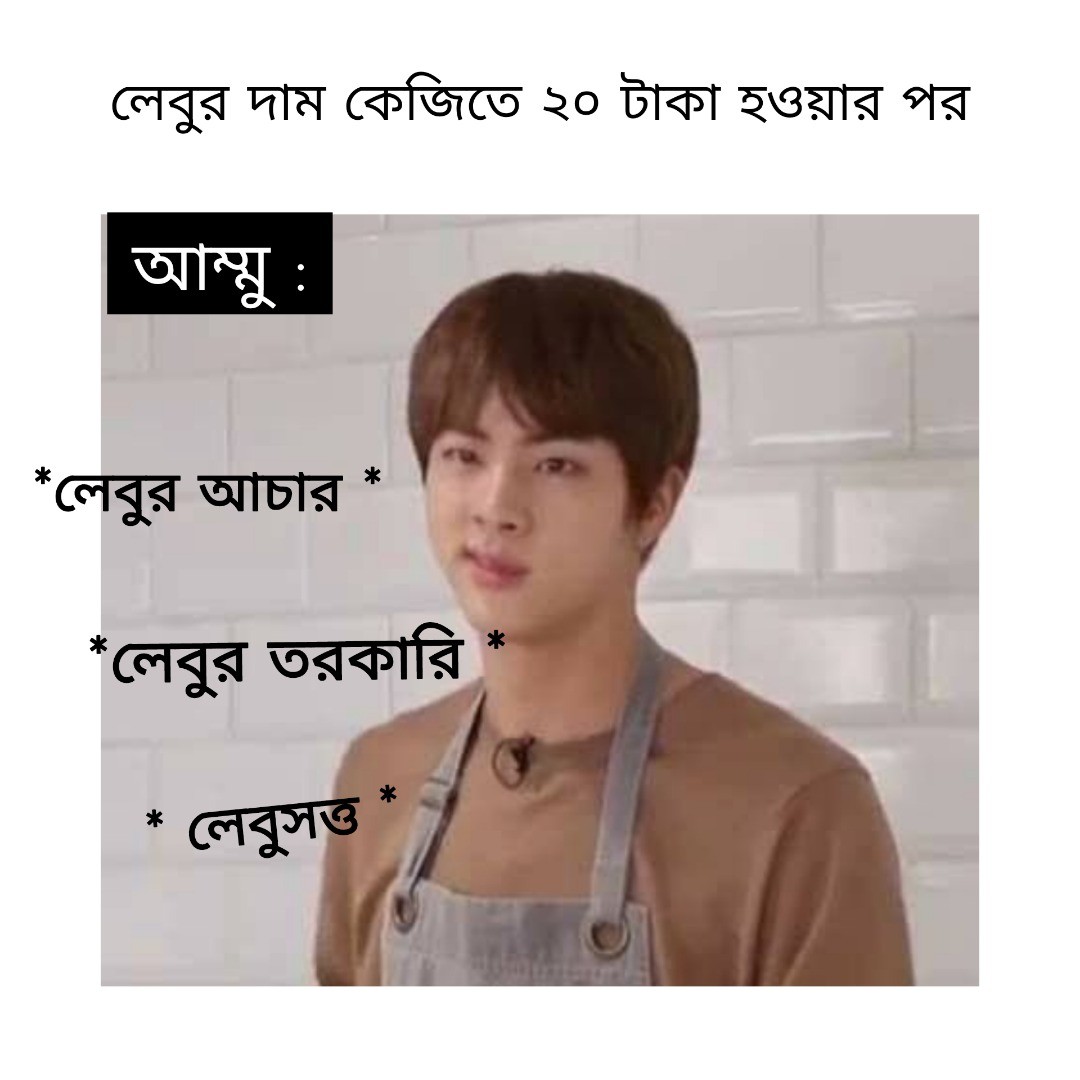 লেবুর দাম কেজিতে ২০ টাকা হওয়ার পর
আম্মু :
*লেবুর আচার *
*লেবুর তরকারি *
* লেবুসত্ত *